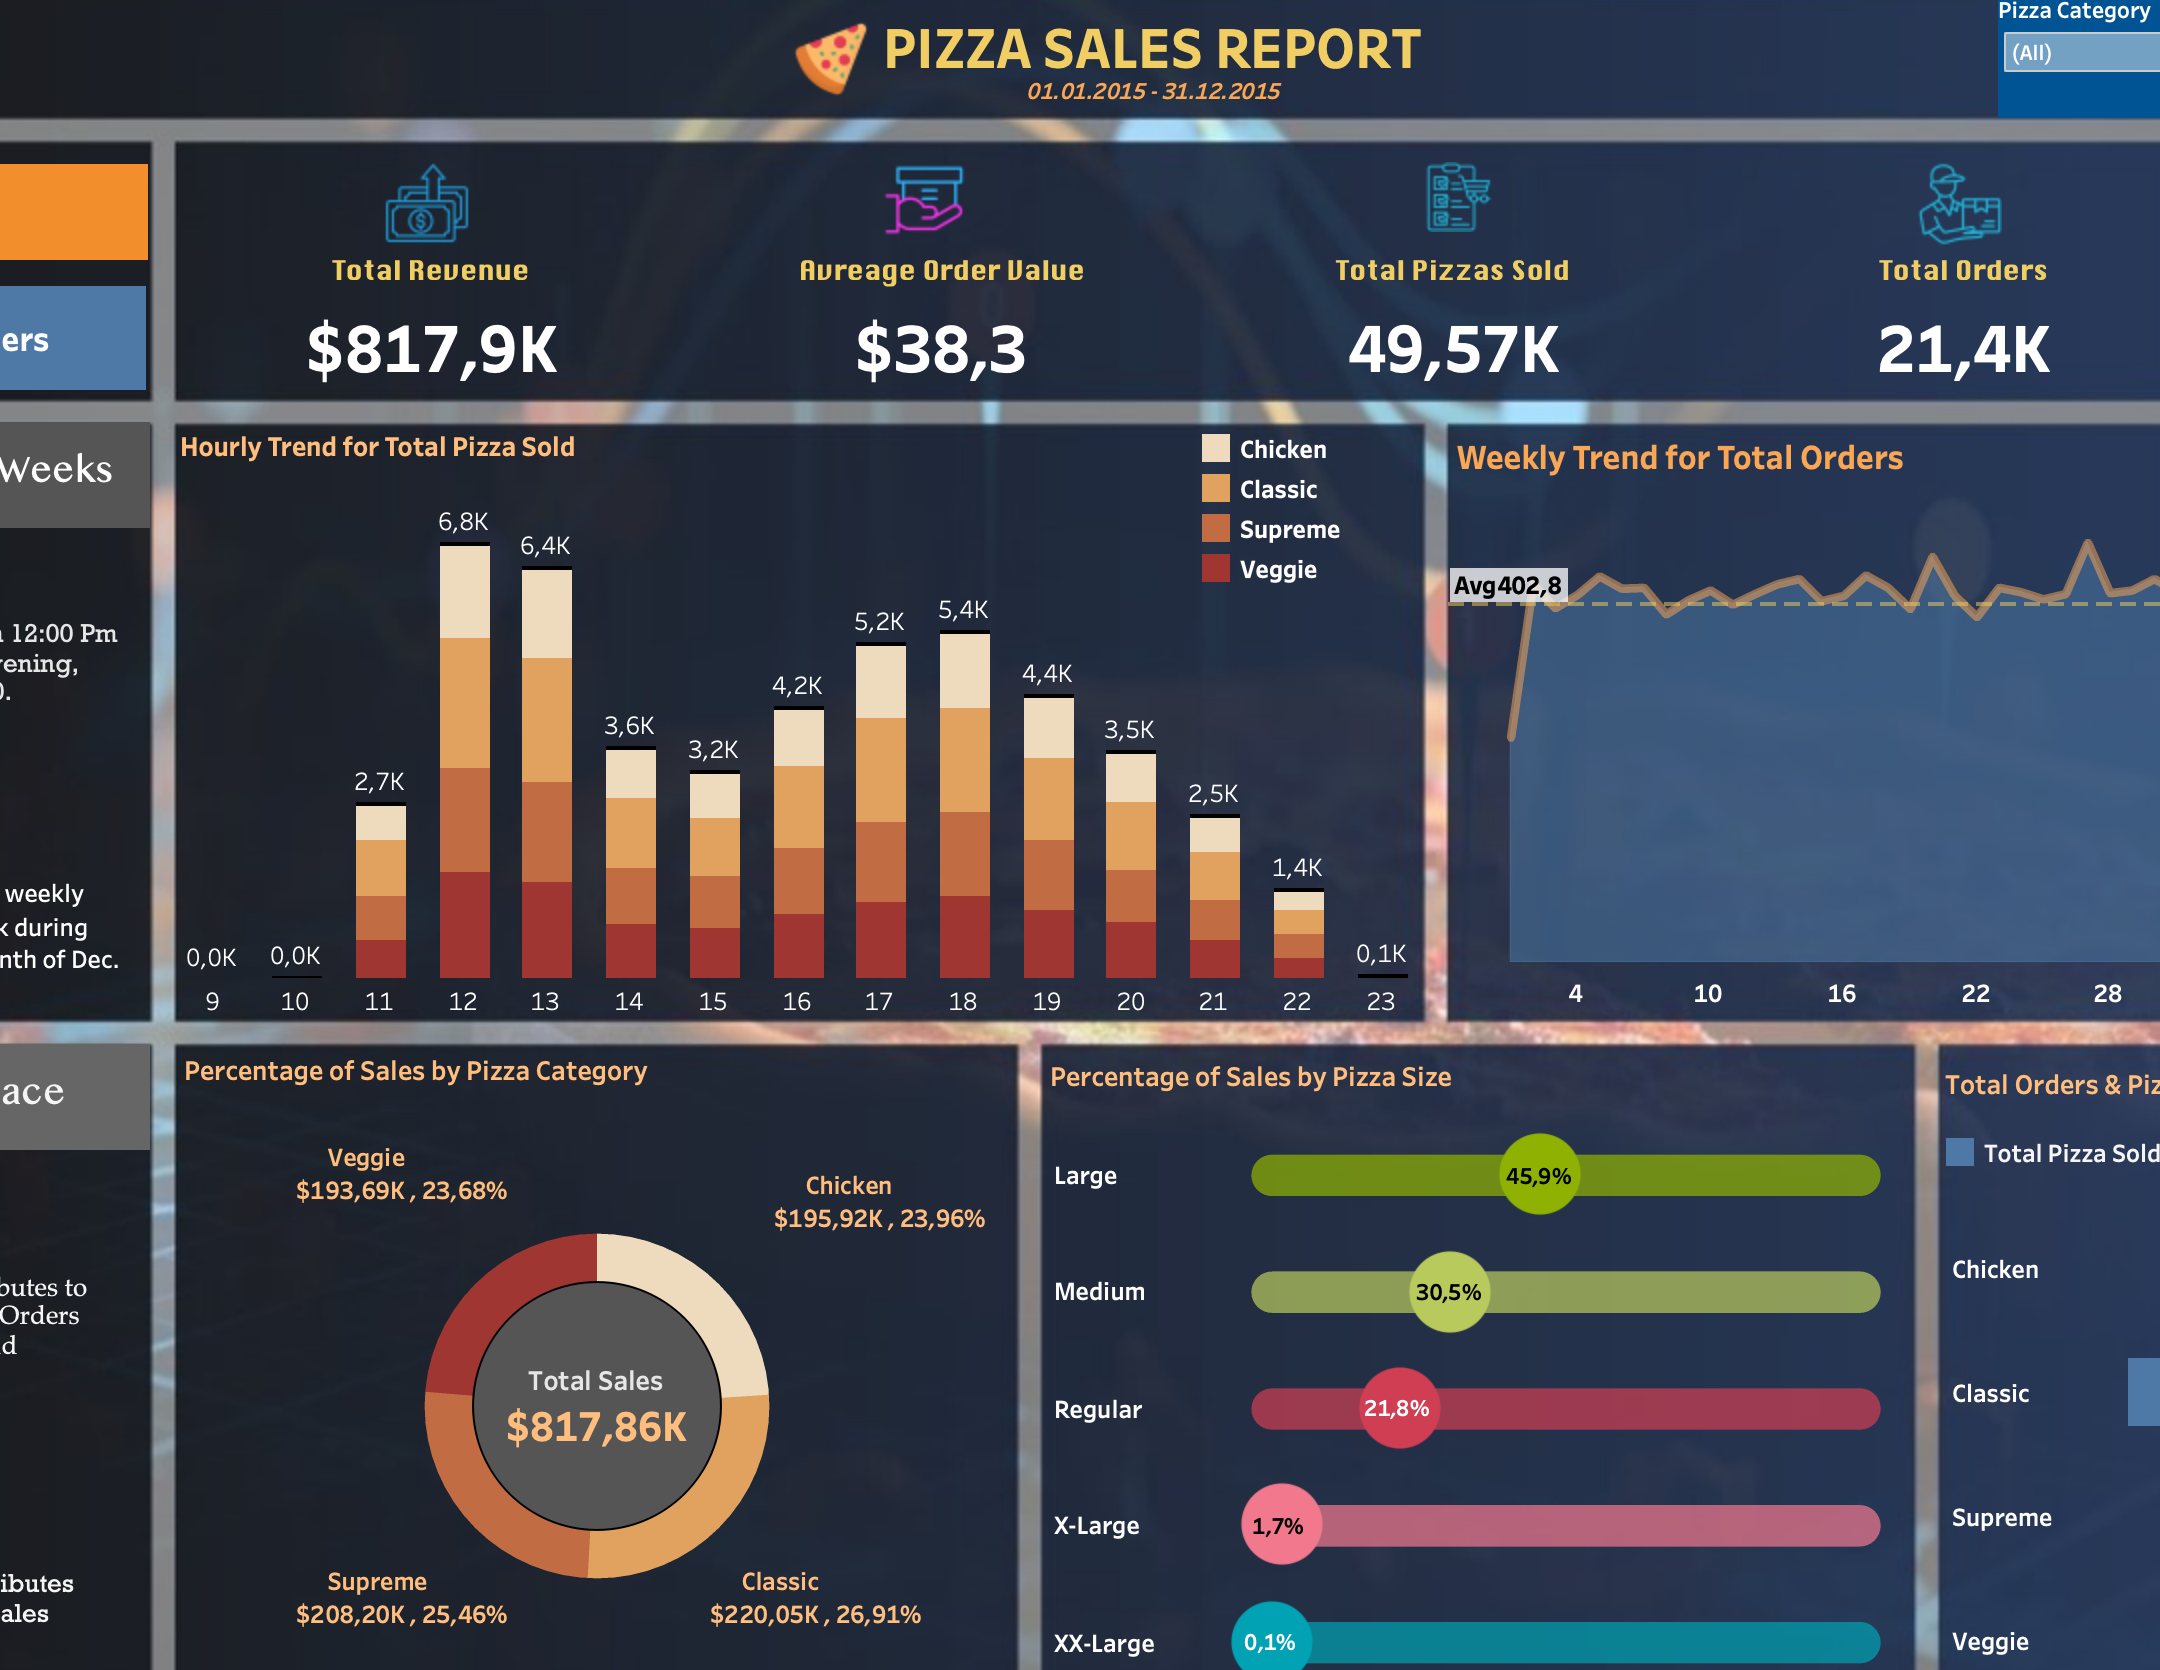 PIZZA SALES REPORT
01.01.2015 - 31.12.2015
Pizza Category
(All)
Total Revenue
$817,9K
Avreage Order Value
$38,3
Total Pizzas Sold
49,57K
Total Orders
21,4K
ers
Weeks
12:00 Pm
ening,
weekly
during
nth of Dec.
Hourly Trend for Total Pizza Sold
Chicken
Classic
Supreme
Veggie
6,8K
6,4K
5,4K
5,2K
4,4K
4,2K
3,6K
3,5K
3,2K
2,7K
2,5K
1,4K
0,0K
0,0K
0,1K
9 10 11 12 13 14 15 16 17 18 19 20 21 22 23
Weekly Trend for Total Orders
Avg402,8
4 10 16 22 28
ace
butes to
Orders
d
ibutes
ales
Percentage of Sales by Pizza Category
Veggie
$193,69K , 23,68%
Chicken
$195,92K , 23,96%
Total Sales
$817,86K
Supreme
$208,20K , 25,46%
Classic
$220,05K , 26,91%
Percentage of Sales by Pizza Size
Large 45,9%
Medium 30,5%
Regular 21,8%
X-Large 1,7%
XX-Large 0,1%
Total Orders & Piz
Total Pizza Sold
Chicken
Classic
Supreme
Veggie